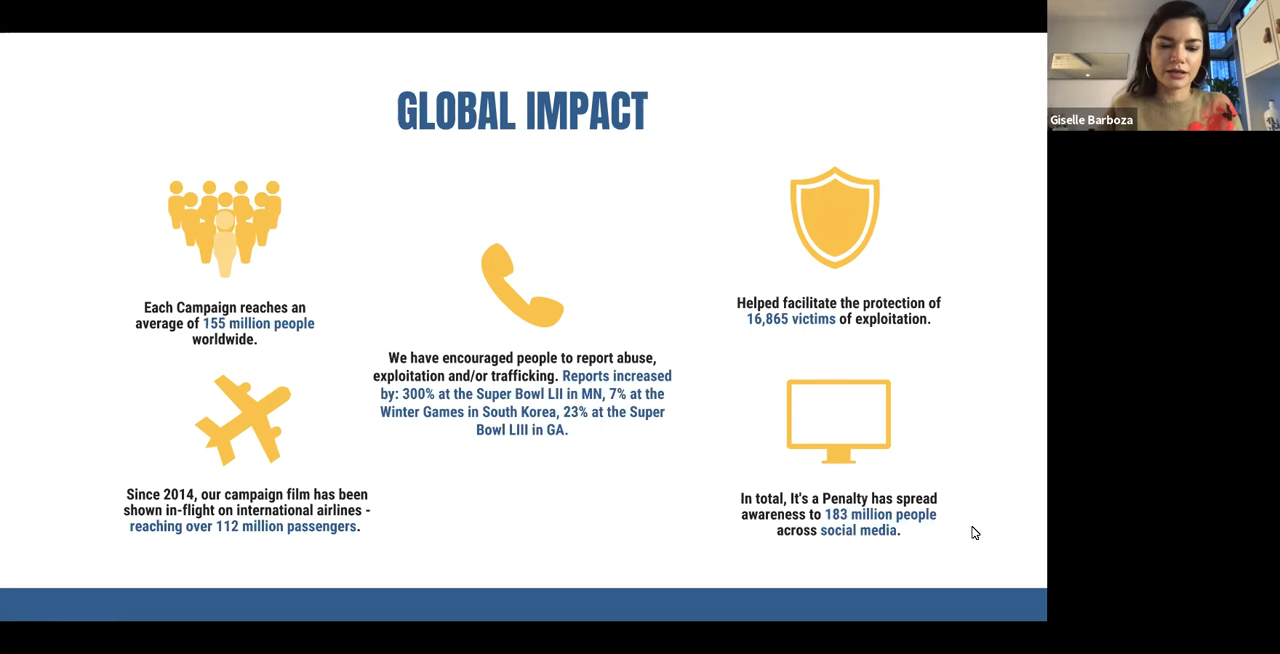 GLOBAL IMPACT
Giselle Barboza
Each Campaign reaches an
average of 155 million people
worldwide.
Since 2014, our campaign film has been
shown in-flight on international airlines -
reaching over 112 million passengers.
We have encouraged people to report abuse,
exploitation and/or trafficking. Reports increased
by: 300% at the Super Bowl LII in MN, 7% at the
Winter Games in South Korea, 23% at the Super
Bowl LIII in GA.
Helped facilitate the protection of
16,865 victims of exploitation.
In total, It's a Penalty has spread
awareness to 183 million people
across social media.